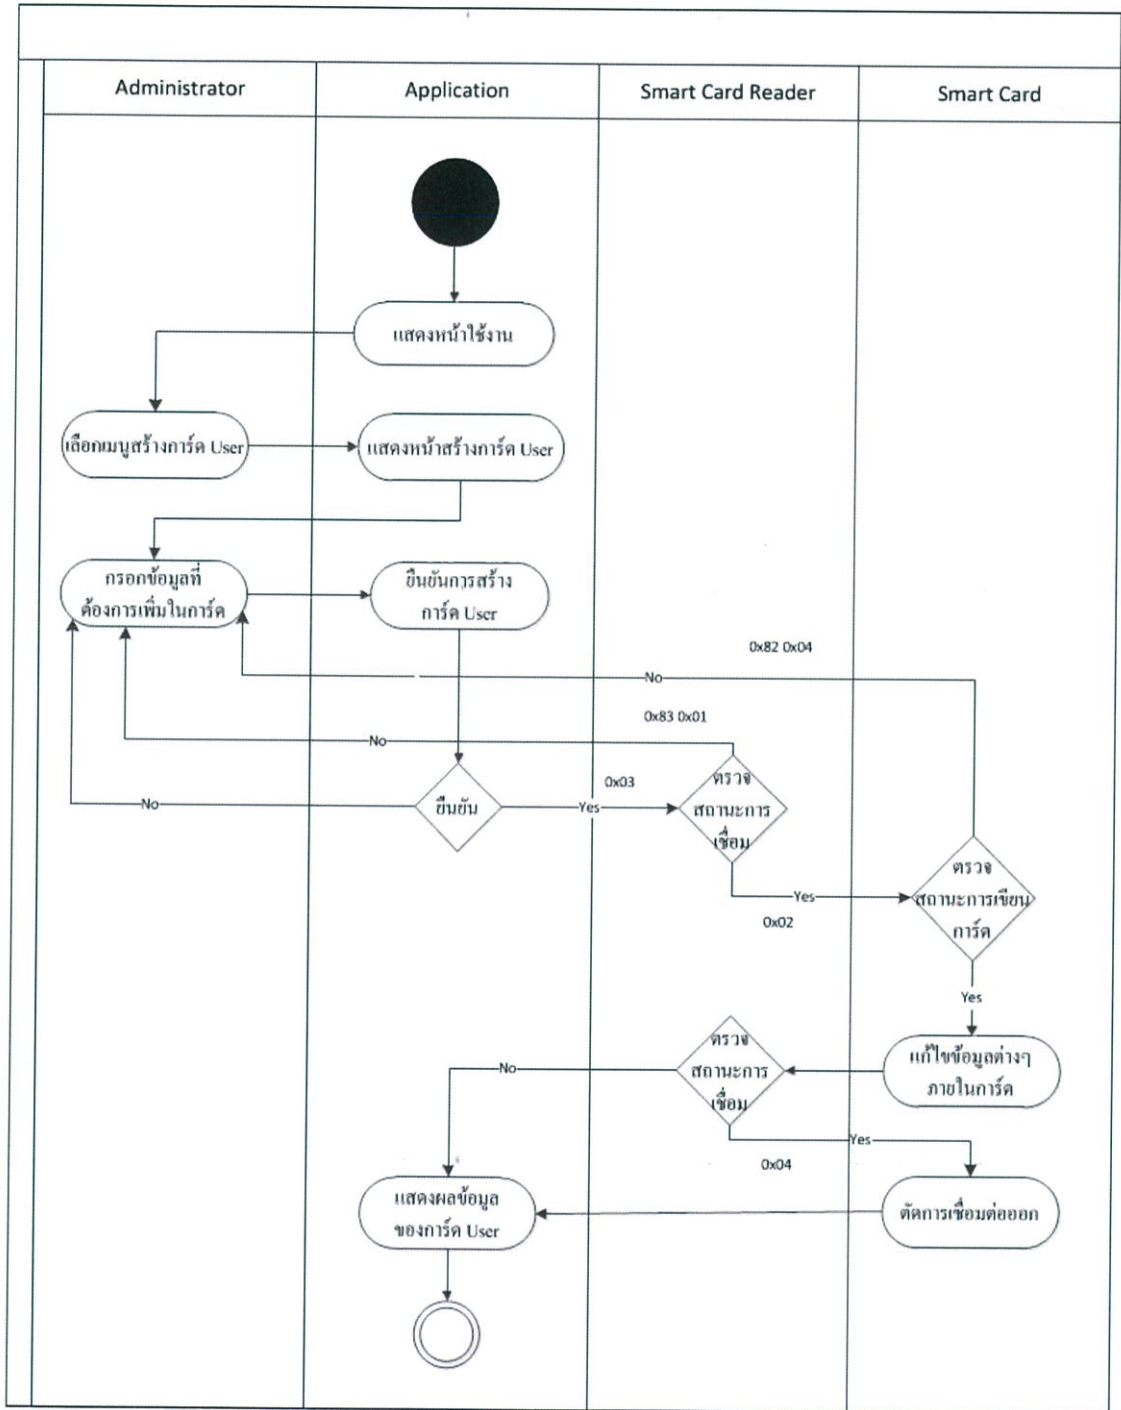 Administrator
Application
Smart Card Reader
Smart Card
แสดงหน้าใช้งาน
เลือกเมนูสร้างการ์ด User
แสดงหน้าสร้างการ์ด User
กรอกข้อมูลที่
ต้องการเพิ่มในการ์ด
ยืนยันการสร้าง
การ์ด User
0x82 0x04
No
0x83 0x01
No
No
ยืนยัน
0x03
Yes
ตรวจ
สถานะการ
เชื่อม
Yes
0x02
ตรวจ
สถานะการเขียน
การ์ด
Yes
ตรวจ
สถานะการ
เชื่อม
แก้ไขข้อมูลต่างๆ
ภายในการ์ด
No
Yes
0x04
แสดงผลข้อมูล
ของการ์ด User
ตัดการเชื่อมต่อออก